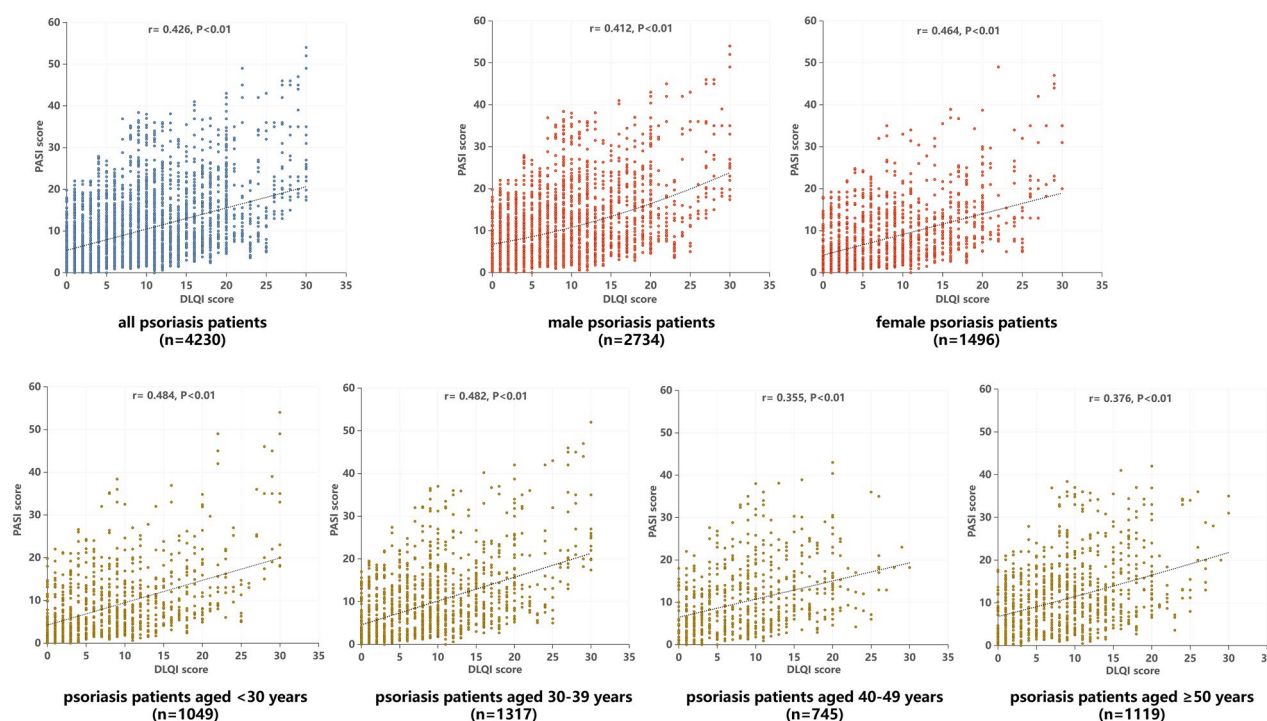 r= 0.426, P<0.01
60
50
40
30
20
10
0
PASI score
0 5 10 15 20 25 30 35
DLQI score
all psoriasis patients
(n=4230)
r= 0.412, P<0.01
60
50
40
30
20
10
0
PASI score
0 5 10 15 20 25 30 35
DLQI score
male psoriasis patients
(n=2734)
r= 0.464, P<0.01
60
50
40
30
20
10
0
PASI score
0 5 10 15 20 25 30 35
DLQI score
female psoriasis patients
(n=1496)
r= 0.484, P<0.01
60
50
40
30
20
10
0
PASI score
0 5 10 15 20 25 30 35
DLQI score
psoriasis patients aged <30 years
(n=1049)
r= 0.482, P<0.01
60
50
40
30
20
10
0
PASI score
0 5 10 15 20 25 30 35
DLQI score
psoriasis patients aged 30-39 years
(n=1317)
r= 0.355, P<0.01
60
50
40
30
20
10
0
PASI score
0 5 10 15 20 25 30 35
DLQI score
psoriasis patients aged 40-49 years
(n=745)
r= 0.376, P<0.01
60
50
40
30
20
10
0
PASI score
0 5 10 15 20 25 30 35
DLQI score
psoriasis patients aged ≥50 years
(n=1119)